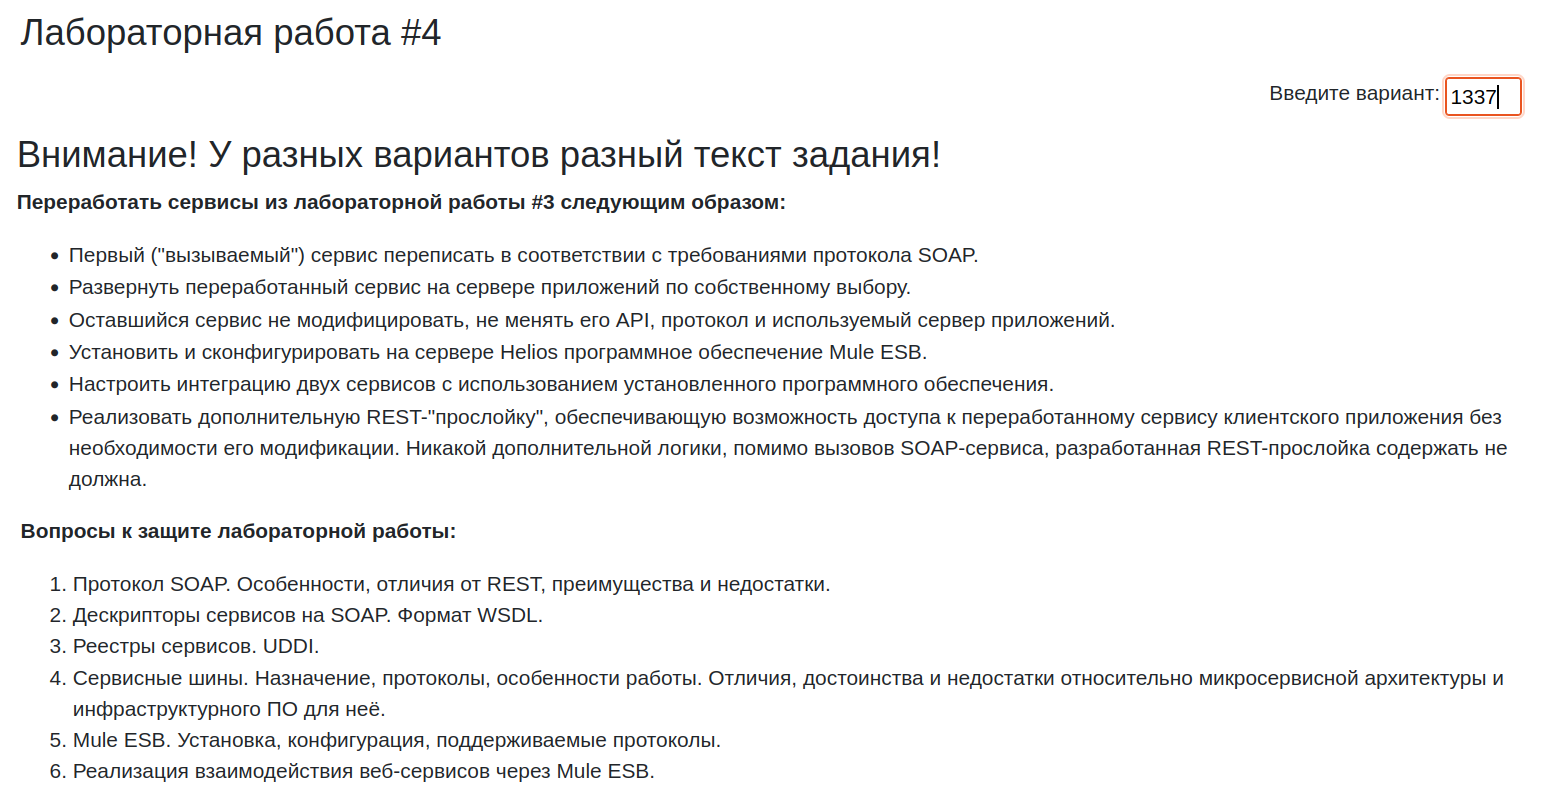 Лабораторная работа #4
Введите вариант: 1337
Внимание! У разных вариантов разный текст задания!
Переработать сервисы из лабораторной работы #3 следующим образом:
• Первый ("вызываемый") сервис переписать в соответствии с требованиями протокола SOAP.
• Развернуть переработанный сервис на сервере приложений по собственному выбору.
• Оставшийся сервис не модифицировать, не менять его API, протокол и используемый сервер приложений.
• Установить и сконфигурировать на сервере Helios программное обеспечение Mule ESB.
• Настроить интеграцию двух сервисов с использованием установленного программного обеспечения.
• Реализовать дополнительную REST-"прослойку", обеспечивающую возможность доступа к переработанному сервису клиентского приложения без
необходимости его модификации. Никакой дополнительной логики, помимо вызовов SOAP-сервиса, разработанная REST-прослойка содержать не
должна.
Вопросы к защите лабораторной работы:
1. Протокол SOAP. Особенности, отличия от REST, преимущества и недостатки.
2. Дескрипторы сервисов на SOAP. Формат WSDL.
3. Реестры сервисов. UDDI.
4. Сервисные шины. Назначение, протоколы, особенности работы. Отличия, достоинства и недостатки относительно микросервисной архитектуры и
инфраструктурного ПО для неё.
5. Mule ESB. Установка, конфигурация, поддерживаемые протоколы.
6. Реализация взаимодействия веб-сервисов через Mule ESB.